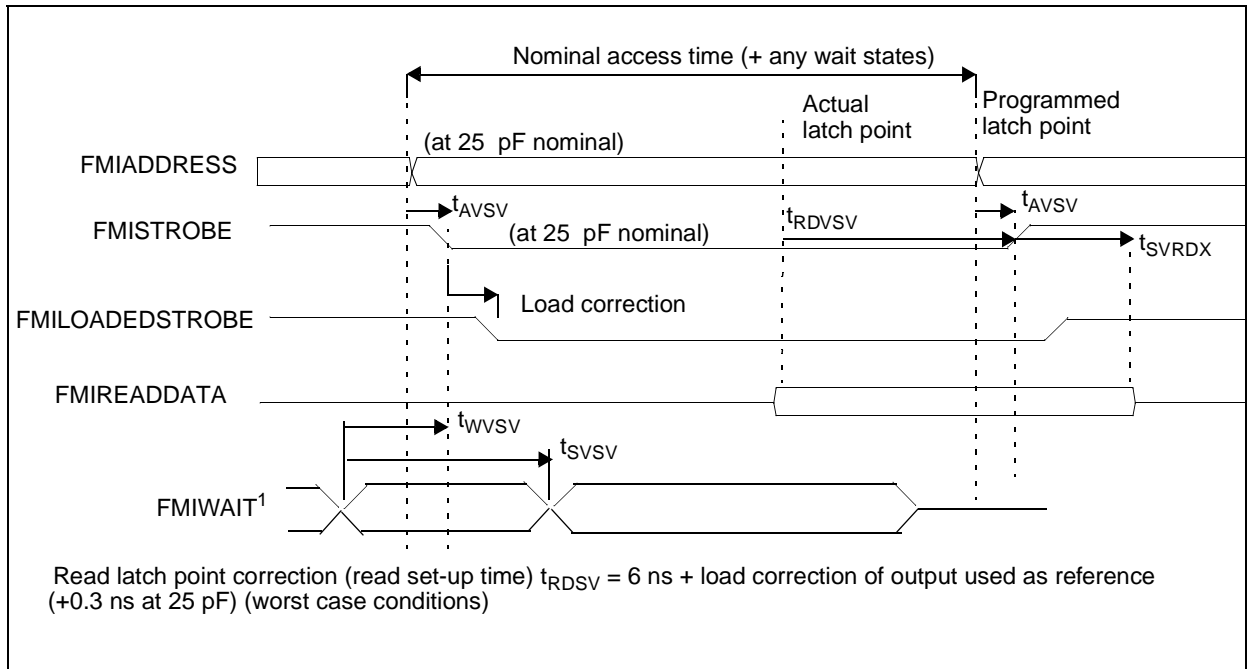 Nominal access time (+ any wait states)
Actual
latch point
Programmed
latch point
FMIADDRESS
(at 25 pF nominal)
tAVSV
tRDVSV
tAVSV
FMISTROBE
(at 25 pF nominal)
tSVRDX
Load correction
FMILOADEDSTROBE
FMIREADDATA
tWVSV
tSVSV
FMIWAIT1
Read latch point correction (read set-up time) tRDSV = 6 ns + load correction of output used as reference
(+0.3 ns at 25 pF) (worst case conditions)